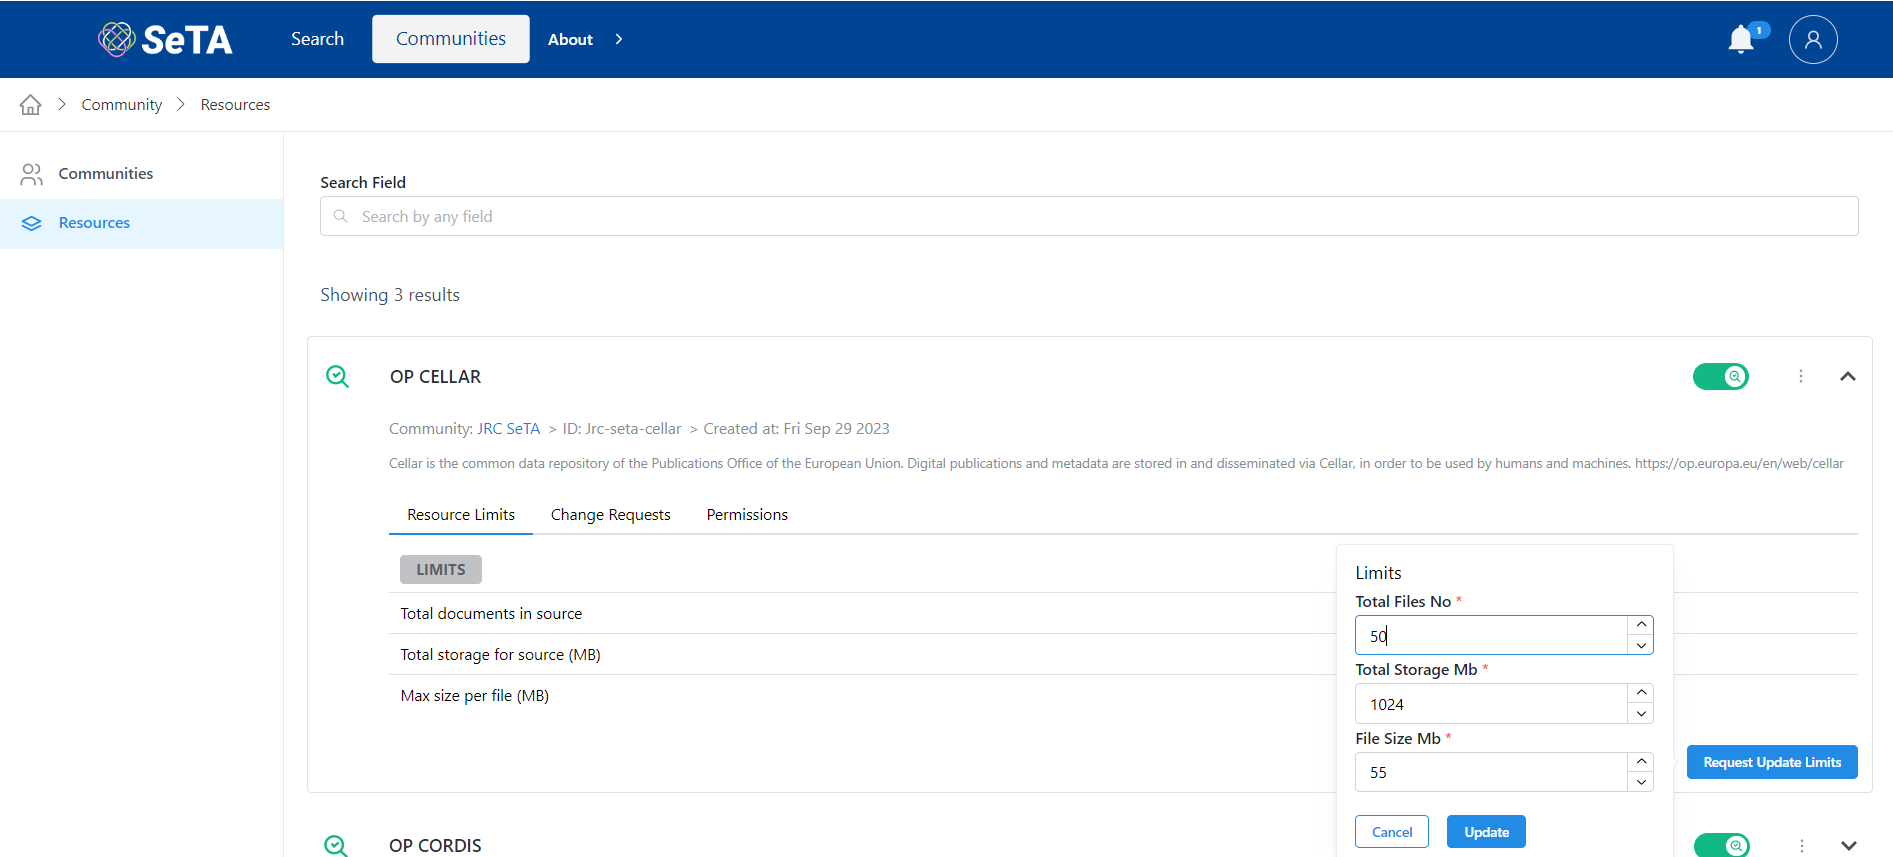 SeTA Search Communities About 1
Community Resources
Communities
Resources
Search Field
Search by any field
Showing 3 results
OP CELLAR
Community: JRC SeTA > ID: Jrc-seta-cellar > Created at: Fri Sep 29 2023
Cellar is the common data repository of the Publications Office of the European Union. Digital publications and metadata are stored in and disseminated via Cellar, in order to be used by humans and machines. https://op.europa.eu/en/web/cellar
Resource Limits Change Requests Permissions
LIMITS
Total documents in source
Total storage for source (MB)
Max size per file (MB)
Limits
Total Files No *
50
Total Storage Mb *
1024
File Size Mb *
55
Cancel Update
Request Update Limits
OP CORDIS